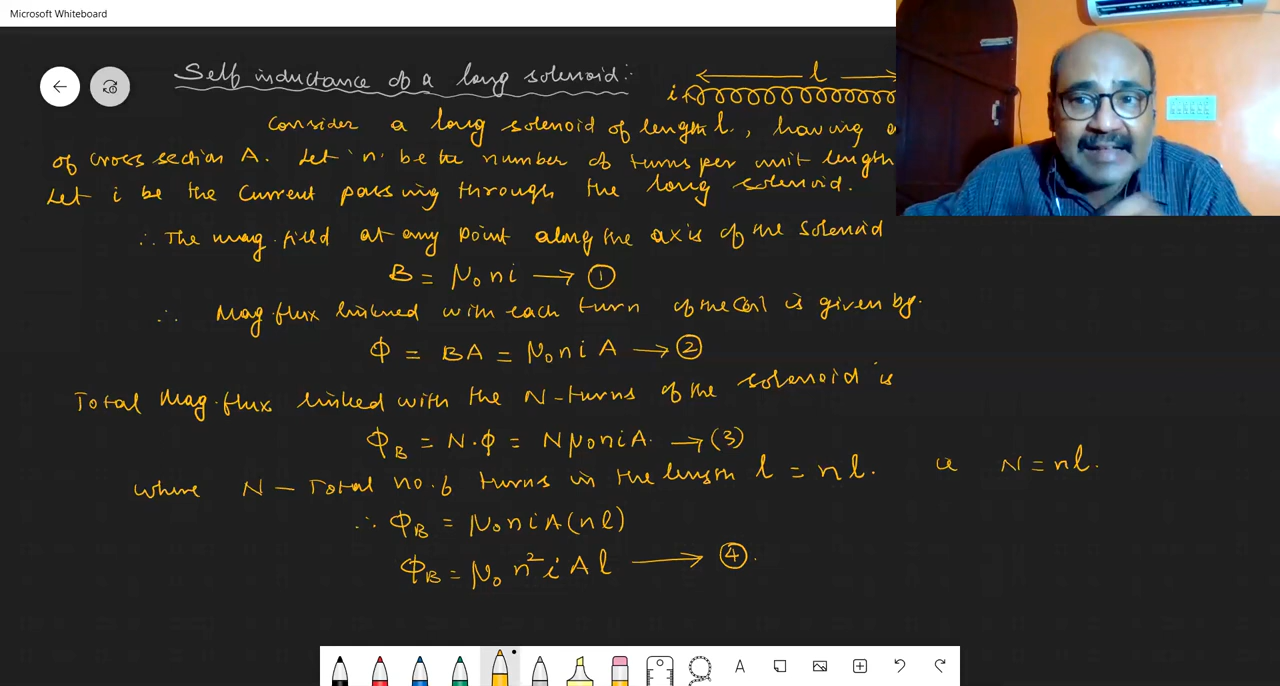 Microsoft Whiteboard
Self inductance of a long solenoid:-
l
i
Consider a long solenoid of length l., having
of cross section A. Let 'n' be the number of turns per unit length
Let i be the current passing through the long solenoid.
∴ The mag. field at any point along the axis of the solenoid
B = μ₀ni ⟶ ①
∴ Mag. flux linked with each turn of the coil is given by.
Φ = BA = μ₀niA ⟶ ②
Total Mag. flux linked with the N-turns of the solenoid is
Φ_B = N.Φ = Nμ₀niA. ⟶ (3)
where N – Total no. of turns in the length l = nl. ie N = nl.
∴ Φ_B = μ₀niA(nl)
Φ_B = μ₀n²iAl ⟶ ④.
A